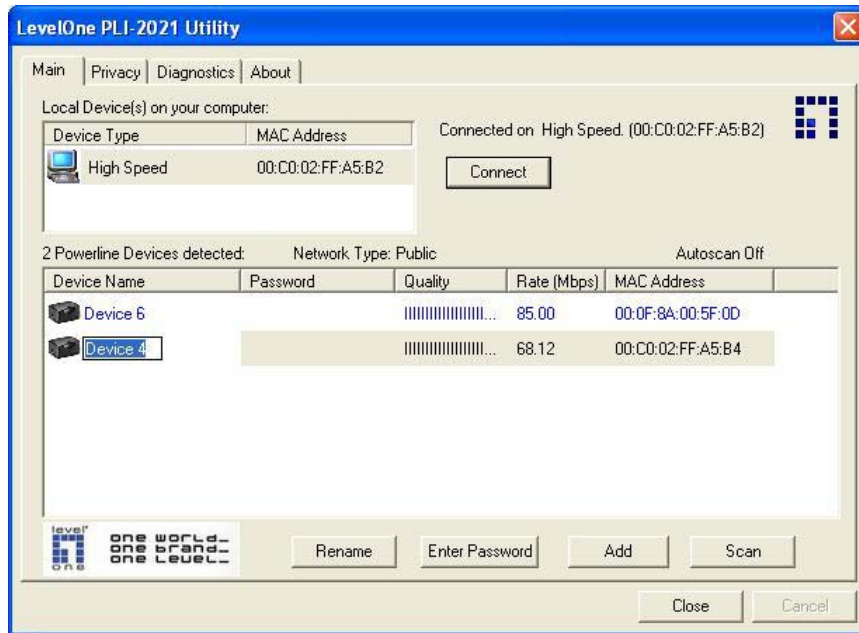 LevelOne PLI-2021 Utility
Main Privacy Diagnostics About
Local Device(s) on your computer:
Device Type MAC Address
High Speed 00:C0:02:FF:A5:B2
Connected on High Speed. (00:C0:02:FF:A5:B2)
Connect
2 Powerline Devices detected: Network Type: Public Autoscan Off
Device Name Password Quality Rate (Mbps) MAC Address
Device 6 |||||||||||||||||||... 85.00 00:0F:8A:00:5F:0D
Device 4 |||||||||||||||||||... 68.12 00:C0:02:FF:A5:B4
level
one
one world_
one brand_
one level_
Rename Enter Password Add Scan
Close Cancel